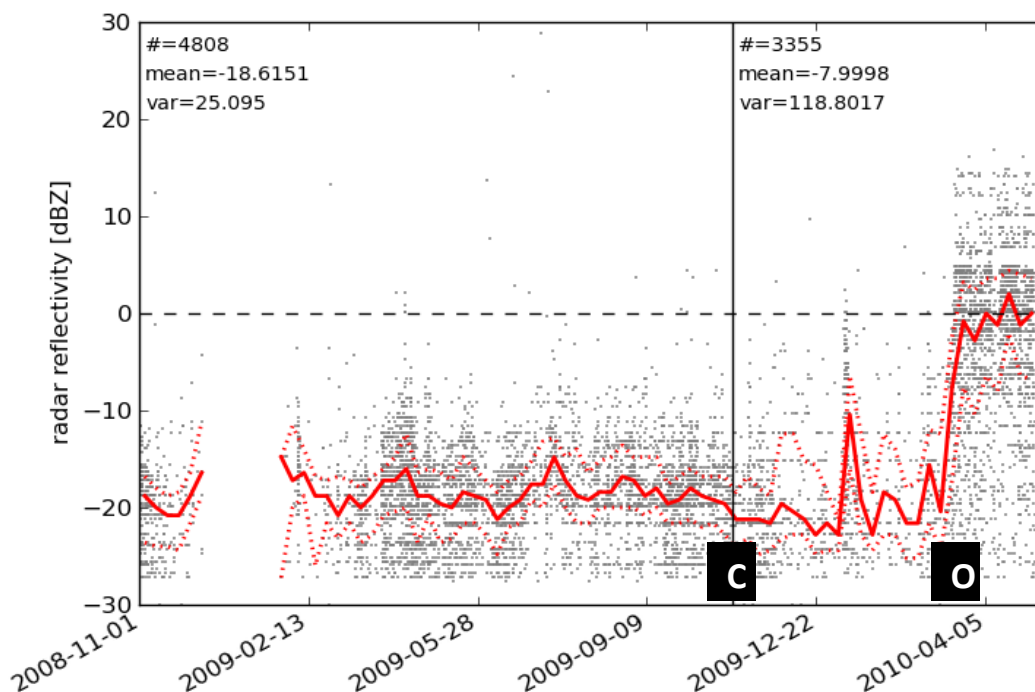 30
#=4808
mean=-18.6151
var=25.095
#=3355
mean=-7.9998
var=118.8017
20
10
0
−10
−20
−30
radar reflectivity [dBZ]
C
O
2008-11-01
2009-02-13
2009-05-28
2009-09-09
2009-12-22
2010-04-05